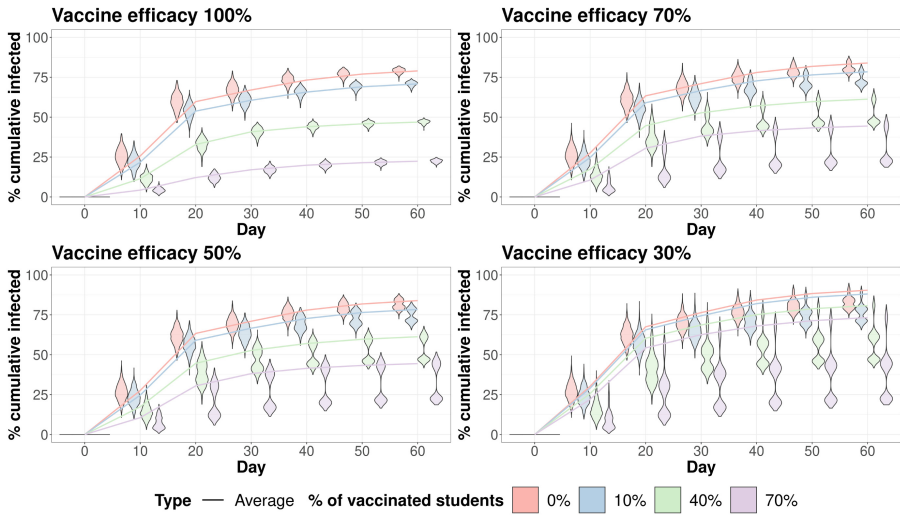 Vaccine efficacy 100%
% cumulative infected
100
75
50
25
0
0 10 20 30 40 50 60
Day
Vaccine efficacy 70%
% cumulative infected
100
75
50
25
0
0 10 20 30 40 50 60
Day
Vaccine efficacy 50%
% cumulative infected
100
75
50
25
0
0 10 20 30 40 50 60
Day
Vaccine efficacy 30%
% cumulative infected
100
75
50
25
0
0 10 20 30 40 50 60
Day
Type Average % of vaccinated students 0% 10% 40% 70%